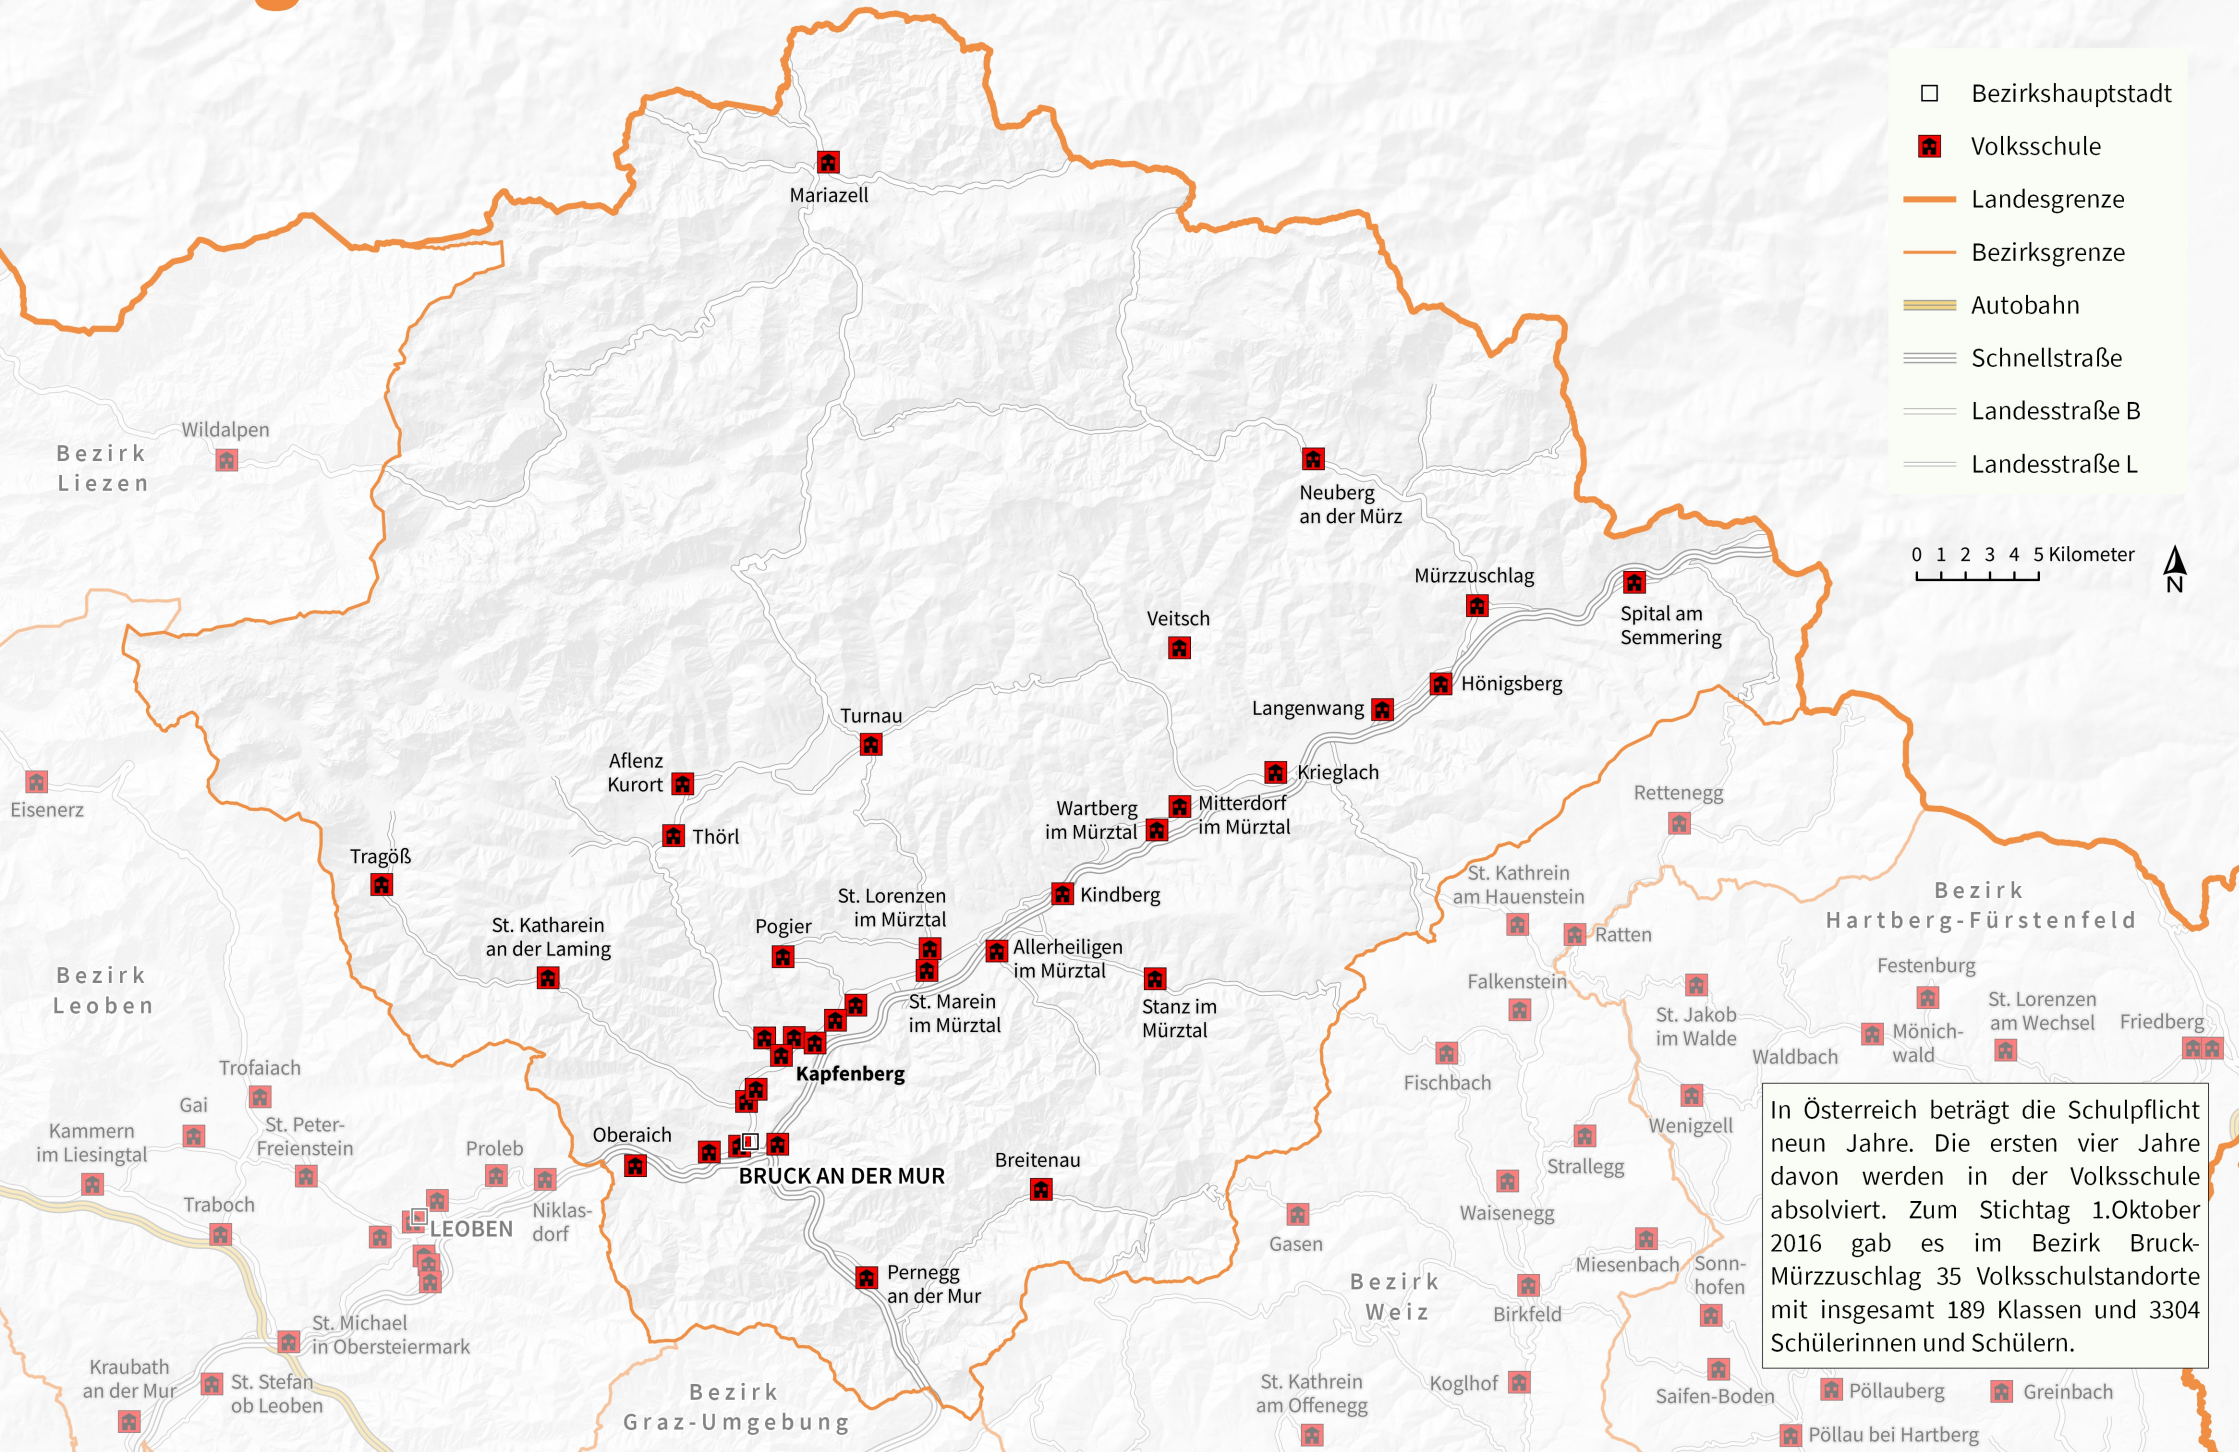 Bezirkshauptstadt
Volksschule
Landesgrenze
Bezirksgrenze
Autobahn
Schnellstraße
Landesstraße B
Landesstraße L
0 1 2 3 4 5 Kilometer
N
Mariazell
Wildalpen
Bezirk
Liezen
Neuberg
an der Mürz
Mürzzuschlag
Spital am
Semmering
Veitsch
Hönigsberg
Langenwang
Turnau
Aflenz
Kurort
Krieglach
Eisenerz
Wartberg
im Mürztal
Mitterdorf
im Mürztal
Rettenegg
Thörl
Tragöß
St. Kathrein
am Hauenstein
Ratten
Bezirk
Hartberg-Fürstenfeld
St. Lorenzen
im Mürztal
Kindberg
St. Katharein
an der Laming
Pogier
Allerheiligen
im Mürztal
Bezirk
Leoben
St. Marein
im Mürztal
Stanz im
Mürztal
Falkenstein
Festenburg
St. Jakob
im Walde
St. Lorenzen
am Wechsel
Friedberg
Mönich-
wald
Waldbach
Kapfenberg
Fischbach
Trofaiach
Gai
St. Peter-
Freienstein
Kammern
im Liesingtal
Proleb
Oberaich
Wenigzell
Strallegg
BRUCK AN DER MUR
Breitenau
Traboch
Niklas-
dorf
LEOBEN
Waisenegg
Gasen
Miesenbach
Sonn-
hofen
Pernegg
an der Mur
Bezirk
Weiz
Birkfeld
St. Michael
in Obersteiermark
Kraubath
an der Mur
St. Stefan
ob Leoben
Bezirk
Graz-Umgebung
St. Kathrein
am Offenegg
Koglhof
Saifen-Boden
Pöllauberg
Greinbach
Pöllau bei Hartberg
In Österreich beträgt die Schulpflicht
neun Jahre. Die ersten vier Jahre
davon werden in der Volksschule
absolviert. Zum Stichtag 1.Oktober
2016 gab es im Bezirk Bruck-
Mürzzuschlag 35 Volksschulstandorte
mit insgesamt 189 Klassen und 3304
Schülerinnen und Schülern.